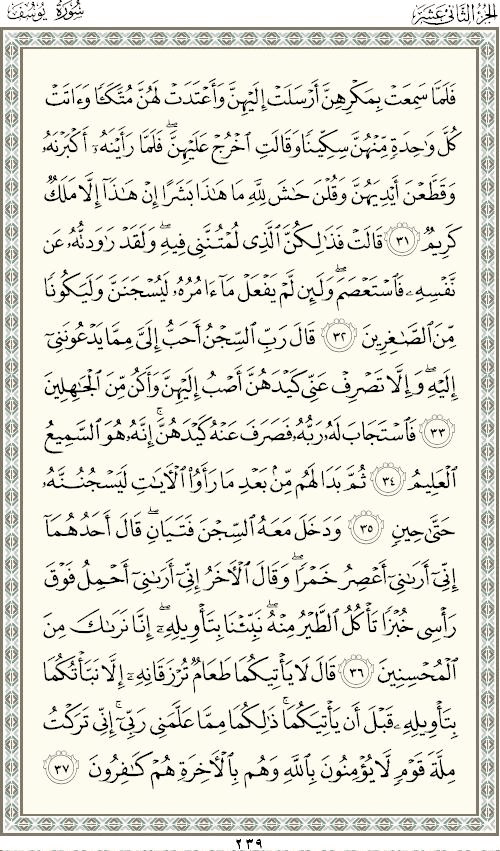 الجزء الثاني عشر
سورة يوسف
فَلَمَّا سَمِعَتْ بِمَكْرِهِنَّ أَرْسَلَتْ إِلَيْهِنَّ وَأَعْتَدَتْ لَهُنَّ مُتَّكَـًٔا وَءَاتَتْ
كُلَّ وَٰحِدَةٍ مِّنْهُنَّ سِكِّينًا وَقَالَتِ ٱخْرُجْ عَلَيْهِنَّ ۖ فَلَمَّا رَأَيْنَهُۥٓ أَكْبَرْنَهُۥ
وَقَطَّعْنَ أَيْدِيَهُنَّ وَقُلْنَ حَٰشَ لِلَّهِ مَا هَٰذَا بَشَرًا إِنْ هَٰذَآ إِلَّا مَلَكٌ
كَرِيمٌ ٣١ قَالَتْ فَذَٰلِكُنَّ ٱلَّذِى لُمْتُنَّنِى فِيهِ ۖ وَلَقَدْ رَٰوَدتُّهُۥ عَن
نَّفْسِهِۦ فَٱسْتَعْصَمَ ۖ وَلَئِن لَّمْ يَفْعَلْ مَآ ءَامُرُهُۥ لَيُسْجَنَنَّ وَلَيَكُونًا
مِّنَ ٱلصَّٰغِرِينَ ٣٢ قَالَ رَبِّ ٱلسِّجْنُ أَحَبُّ إِلَىَّ مِمَّا يَدْعُونَنِىٓ
إِلَيْهِ ۖ وَإِلَّا تَصْرِفْ عَنِّى كَيْدَهُنَّ أَصْبُ إِلَيْهِنَّ وَأَكُن مِّنَ ٱلْجَٰهِلِينَ
٣٣ فَٱسْتَجَابَ لَهُۥ رَبُّهُۥ فَصَرَفَ عَنْهُ كَيْدَهُنَّ ۚ إِنَّهُۥ هُوَ ٱلسَّمِيعُ
ٱلْعَلِيمُ ٣٤ ثُمَّ بَدَا لَهُم مِّنۢ بَعْدِ مَا رَأَوُا۟ ٱلْـَٔايَٰتِ لَيَسْجُنُنَّهُۥ
حَتَّىٰ حِينٍ ٣٥ وَدَخَلَ مَعَهُ ٱلسِّجْنَ فَتَيَانِ ۖ قَالَ أَحَدُهُمَآ
إِنِّىٓ أَرَىٰنِىٓ أَعْصِرُ خَمْرًا ۖ وَقَالَ ٱلْـَٔاخَرُ إِنِّىٓ أَرَىٰنِىٓ أَحْمِلُ فَوْقَ
رَأْسِى خُبْزًا تَأْكُلُ ٱلطَّيْرُ مِنْهُ ۖ نَبِّئْنَا بِتَأْوِيلِهِۦٓ ۖ إِنَّا نَرَىٰكَ مِنَ
ٱلْمُحْسِنِينَ ٣٦ قَالَ لَا يَأْتِيكُمَا طَعَامٌ تُرْزَقَانِهِۦٓ إِلَّا نَبَّأْتُكُمَا
بِتَأْوِيلِهِۦ قَبْلَ أَن يَأْتِيَكُمَا ۚ ذَٰلِكُمَا مِمَّا عَلَّمَنِى رَبِّىٓ ۚ إِنِّى تَرَكْتُ
مِلَّةَ قَوْمٍ لَّا يُؤْمِنُونَ بِٱللَّهِ وَهُم بِٱلْـَٔاخِرَةِ هُمْ كَٰفِرُونَ ٣٧
٢٣٩